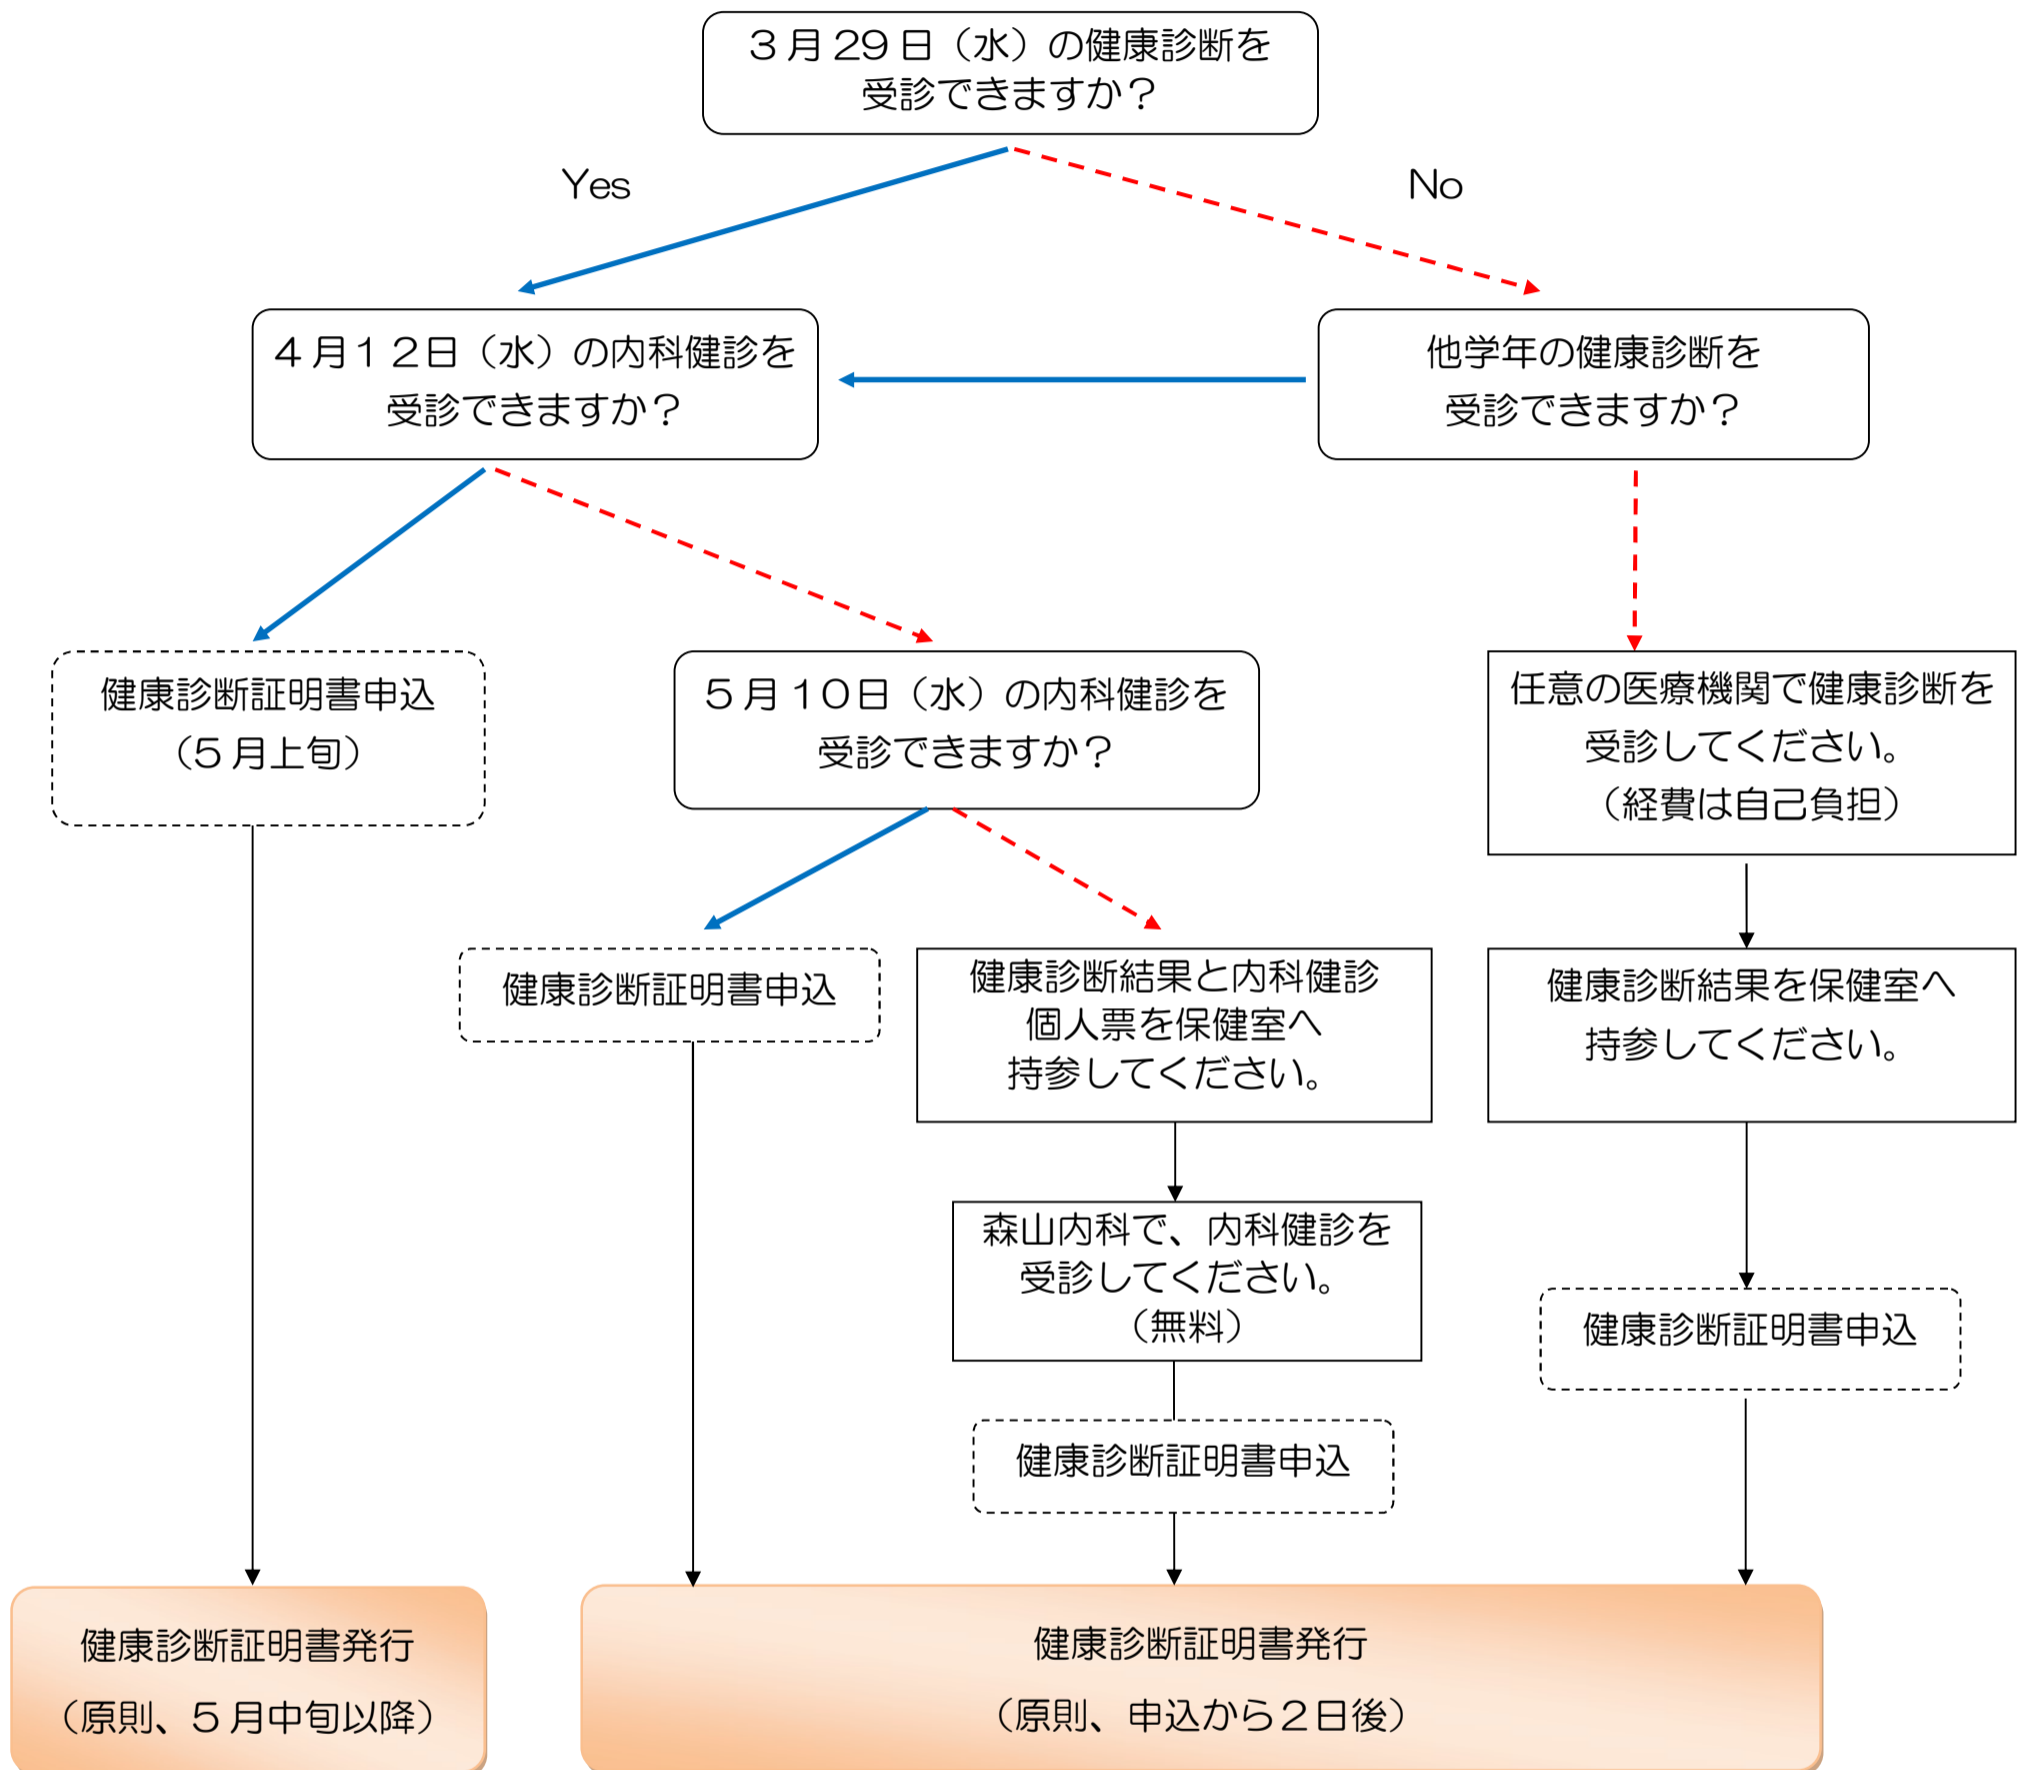 ３月29日（水）の健康診断を
受診できますか？
Yes
No
４月１２日（水）の内科健診を
受診できますか？
他学年の健康診断を
受診できますか？
健康診断証明書申込
（５月上旬）
５月１０日（水）の内科健診を
受診できますか？
任意の医療機関で健康診断を
受診してください。
（経費は自己負担）
健康診断証明書申込
健康診断結果と内科健診
個人票を保健室へ
持参してください。
健康診断結果を保健室へ
持参してください。
森山内科で、内科健診を
受診してください。
（無料）
健康診断証明書申込
健康診断証明書申込
健康診断証明書発行
（原則、５月中旬以降）
健康診断証明書発行
（原則、申込から２日後）